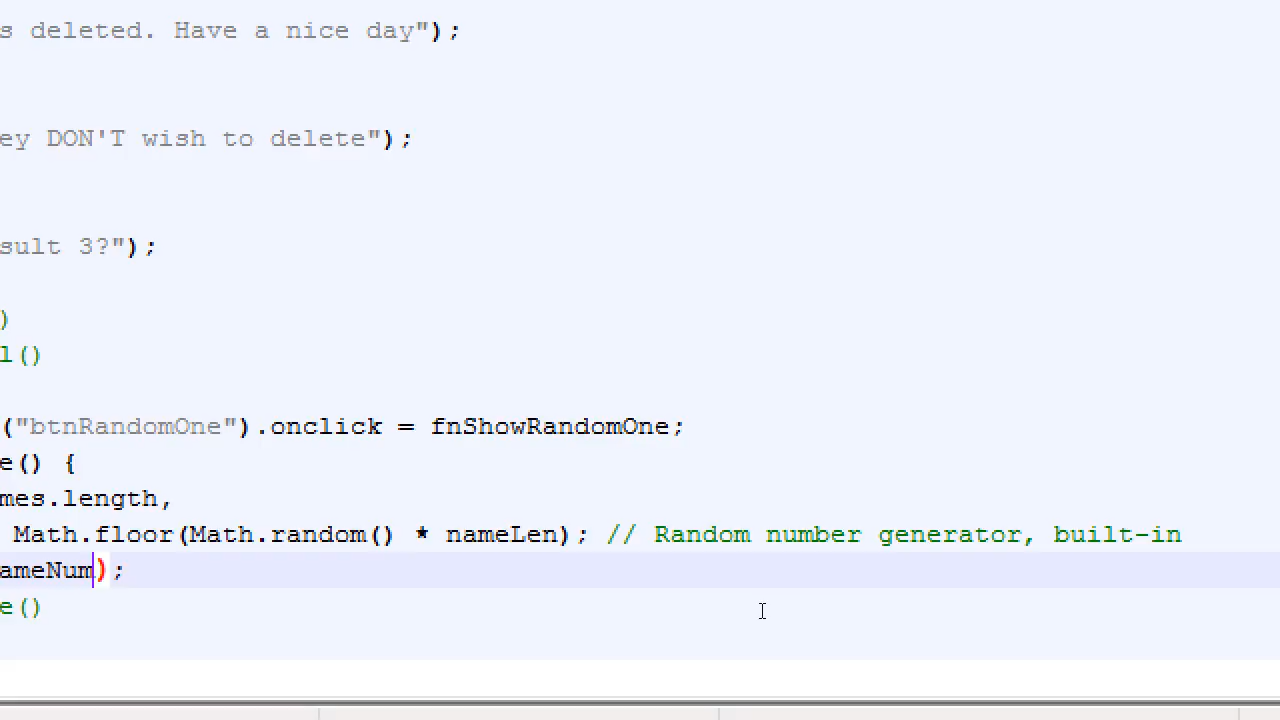 s deleted. Have a nice day");
ey DON'T wish to delete");
sult 3?");
)
l()
("btnRandomOne").onclick = fnShowRandomOne;
e() {
mes.length,
Math.floor(Math.random() * nameLen); // Random number generator, built-in
ameNum);
e()